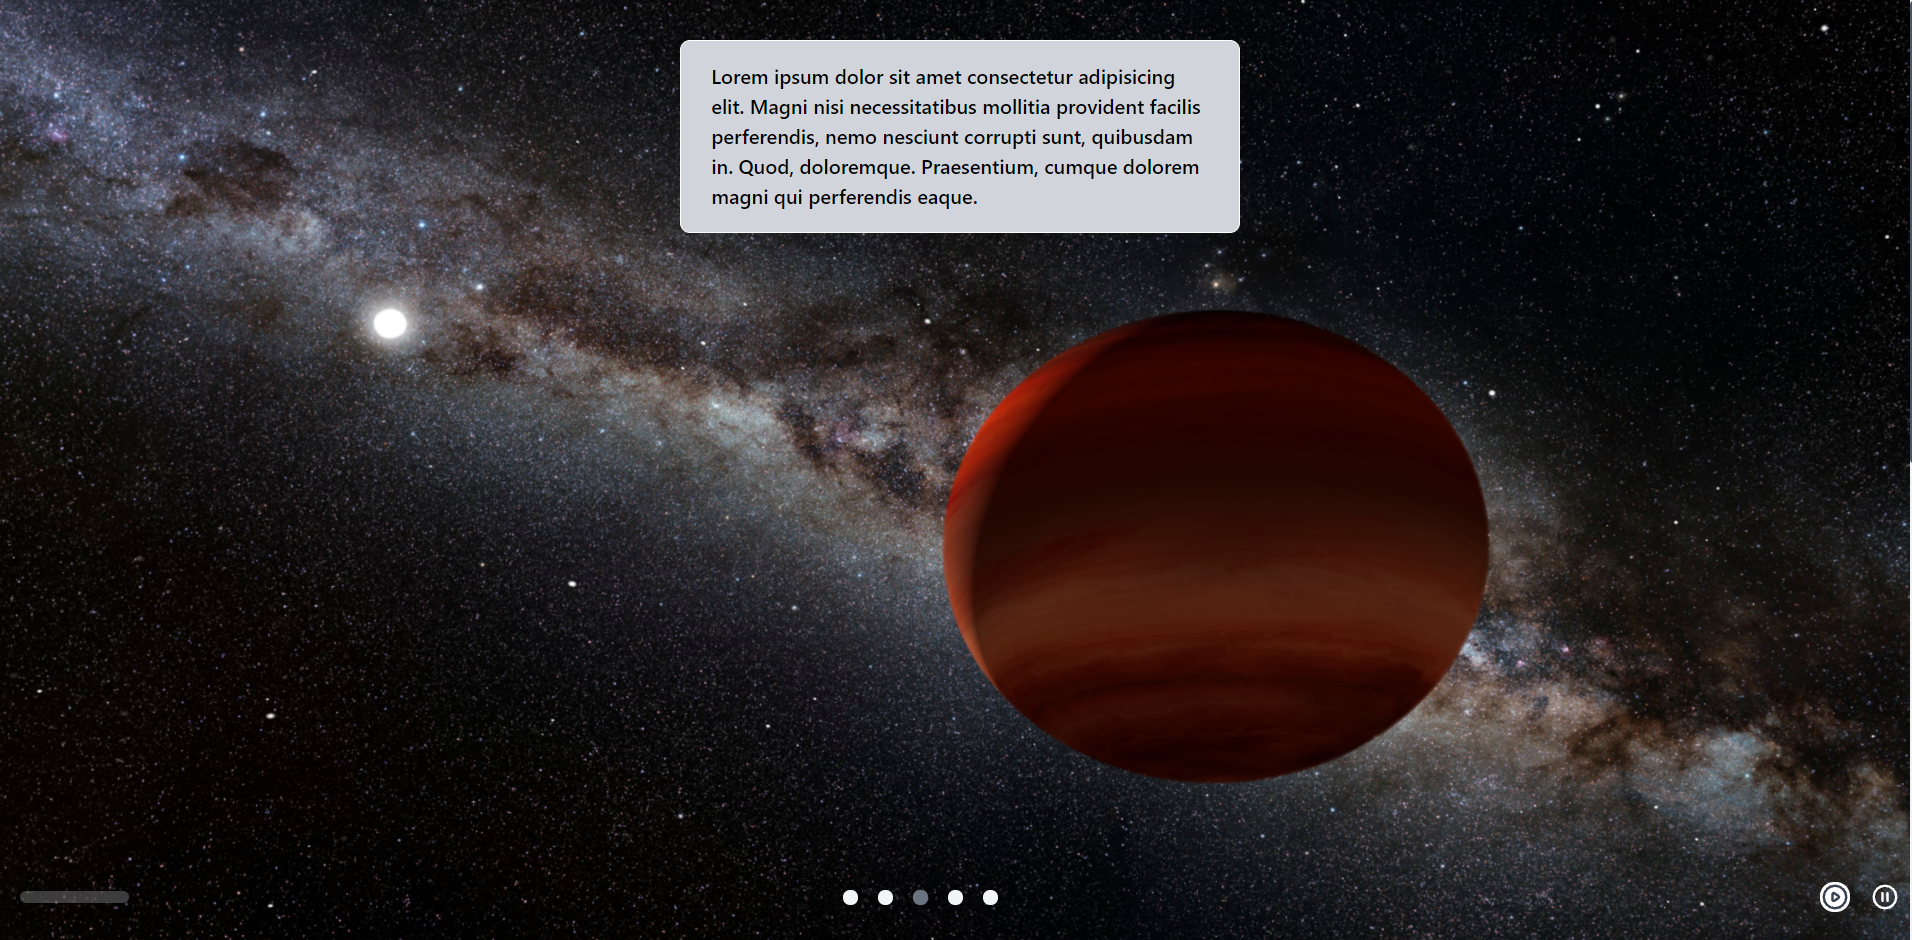 Lorem ipsum dolor sit amet consectetur adipisicing
elit. Magni nisi necessitatibus mollitia provident facilis
perferendis, nemo nesciunt corrupti sunt, quibusdam
in. Quod, doloremque. Praesentium, cumque dolorem
magni qui perferendis eaque.